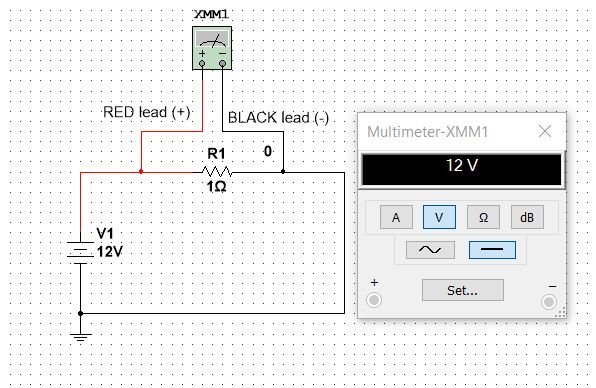 XMM1
RED lead (+)
BLACK lead (-)
R1
0
1Ω
V1
12V
Multimeter-XMM1
12 V
A
V
Ω
dB
Set...
+
−